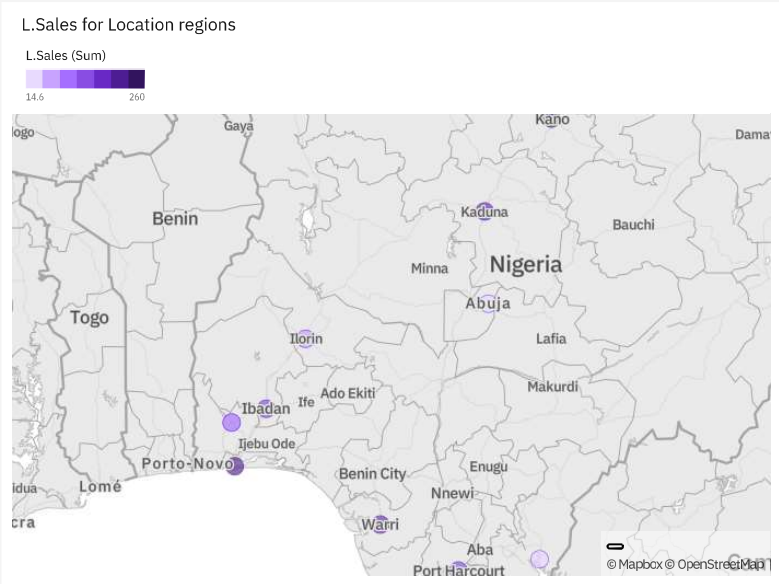 L.Sales for Location regions
L.Sales (Sum)
14.6 260
ogo
Gaya
Kano
Dama
Kaduna
Benin
Bauchi
Minna
Nigeria
Abuja
Togo
Ilorin
Lafia
Makurdi
Ado Ekiti
Ife
Ibadan
Ijebu Ode
Porto-Novo
Enugu
Benin City
Lomé
idua
Nnewi
cra
Warri
Aba
Port Harcourt
Cam
© Mapbox © OpenStreetMap